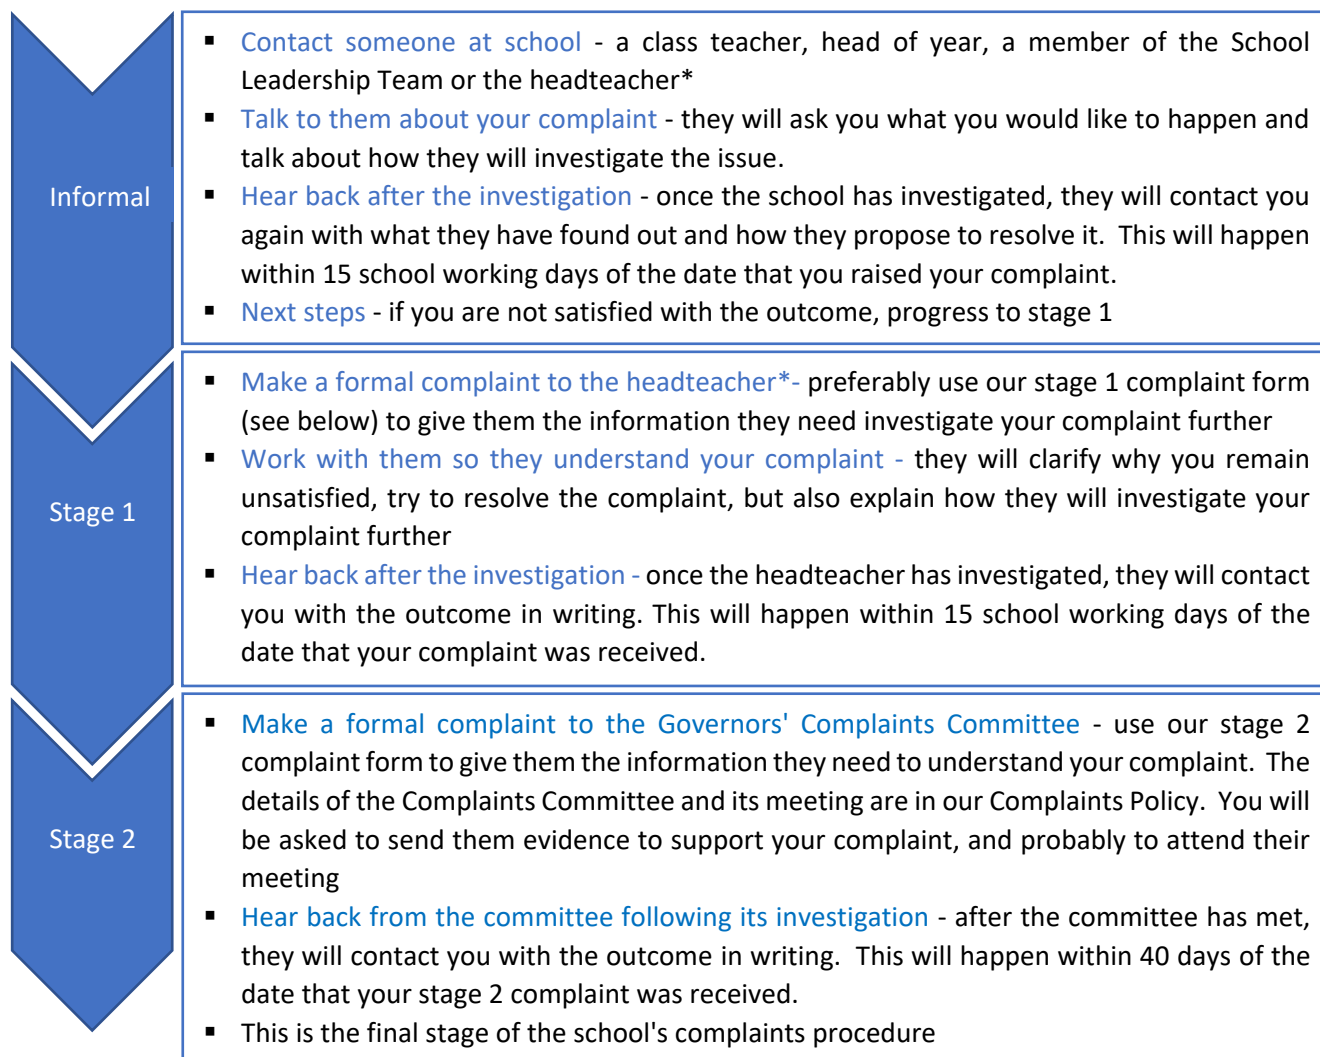 Informal
▪ Contact someone at school - a class teacher, head of year, a member of the School
Leadership Team or the headteacher*
▪ Talk to them about your complaint - they will ask you what you would like to happen and
talk about how they will investigate the issue.
▪ Hear back after the investigation - once the school has investigated, they will contact you
again with what they have found out and how they propose to resolve it. This will happen
within 15 school working days of the date that you raised your complaint.
▪ Next steps - if you are not satisfied with the outcome, progress to stage 1
Stage 1
▪ Make a formal complaint to the headteacher*- preferably use our stage 1 complaint form
(see below) to give them the information they need investigate your complaint further
▪ Work with them so they understand your complaint - they will clarify why you remain
unsatisfied, try to resolve the complaint, but also explain how they will investigate your
complaint further
▪ Hear back after the investigation - once the headteacher has investigated, they will contact
you with the outcome in writing. This will happen within 15 school working days of the
date that your complaint was received.
Stage 2
▪ Make a formal complaint to the Governors' Complaints Committee - use our stage 2
complaint form to give them the information they need to understand your complaint. The
details of the Complaints Committee and its meeting are in our Complaints Policy. You will
be asked to send them evidence to support your complaint, and probably to attend their
meeting
▪ Hear back from the committee following its investigation - after the committee has met,
they will contact you with the outcome in writing. This will happen within 40 days of the
date that your stage 2 complaint was received.
▪ This is the final stage of the school's complaints procedure